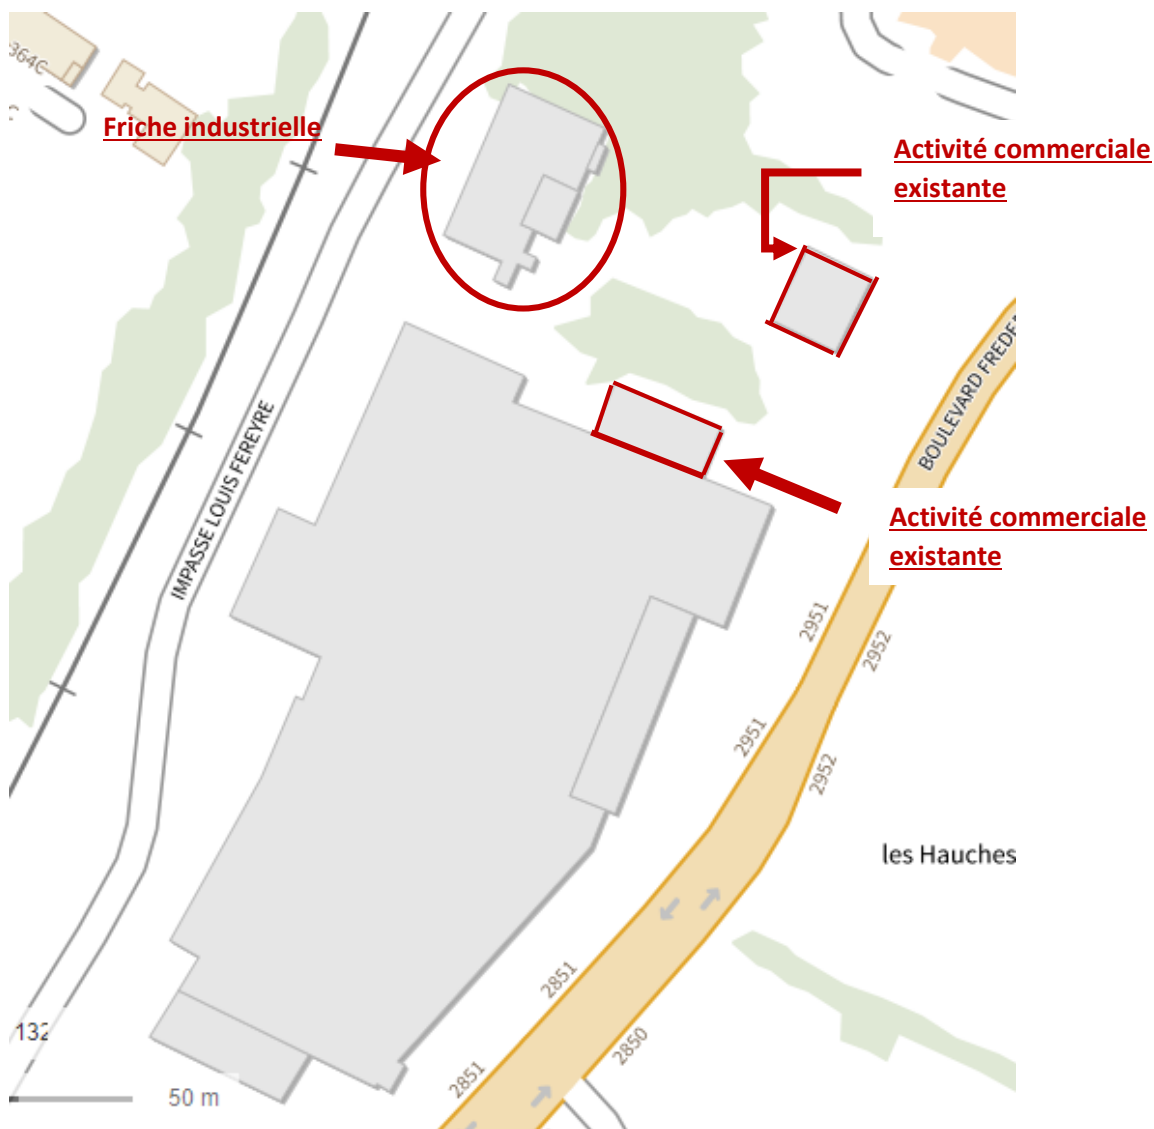 364C
Friche industrielle
Activité commerciale
existante
BOULEVARD FREDE
IMPASSE LOUIS FEREYRE
Activité commerciale
existante
2951
2952
2951
2952
les Hauches
2851
132
2850
2851
50 m